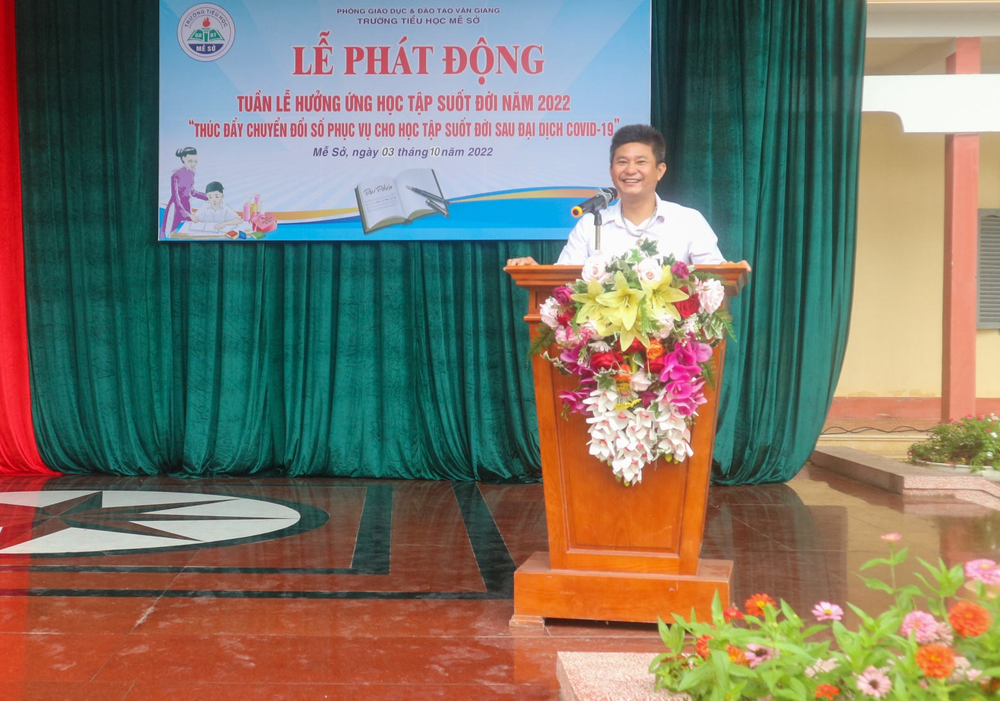 PHÒNG GIÁO DỤC & ĐÀO TẠO VĂN GIANG
TRƯỜNG TIỂU HỌC MỄ SỞ
TRƯỜNG TIỂU HỌC
GD ĐT
MỄ SỞ
LỄ PHÁT ĐỘNG
TUẦN LỄ HƯỞNG ỨNG HỌC TẬP SUỐT ĐỜI NĂM 2022
“THÚC ĐẨY CHUYỂN ĐỔI SỐ PHỤC VỤ CHO HỌC TẬP SUỐT ĐỜI SAU ĐẠI DỊCH COVID-19”
Mễ Sở, ngày 03 tháng 10 năm 2022